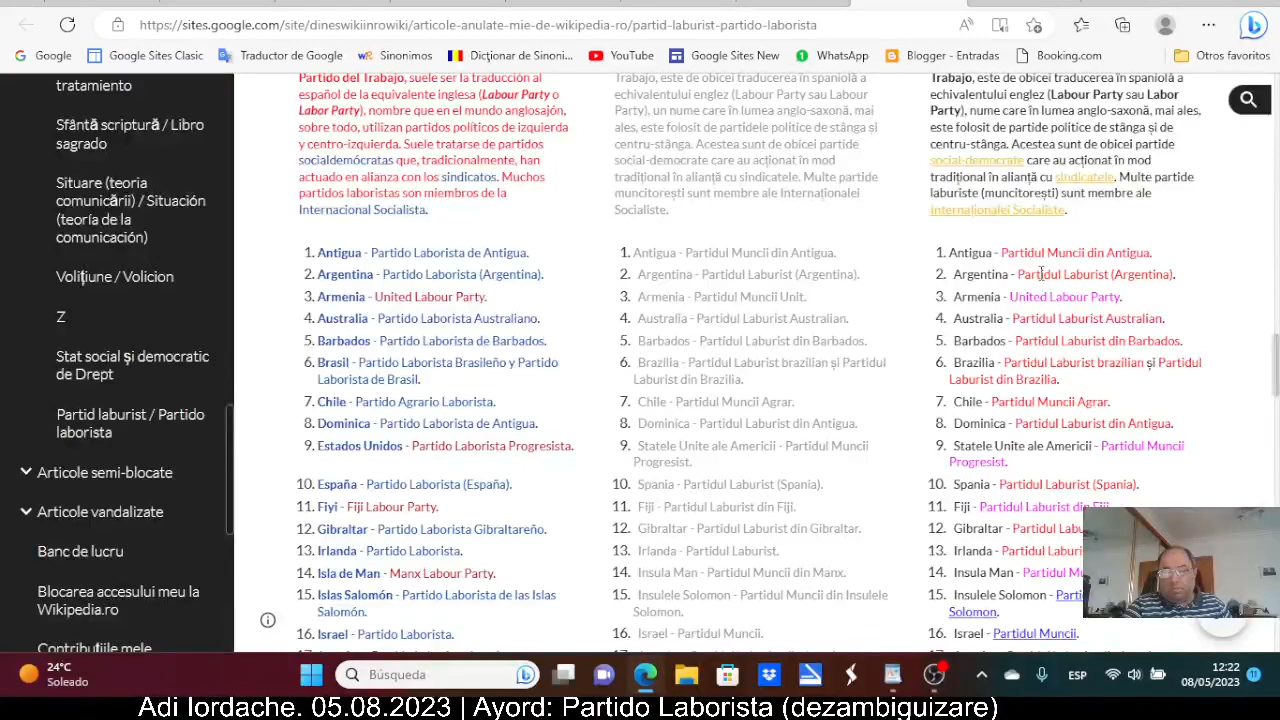 https://sites.google.com/site/dineswikiinrowiki/articole-anulate-mie-de-wikipedia-ro/partid-laburist-partido-laborista
Google
Google Sites Clasic
Traductor de Google
Sinonimos
Dicționar de Sinoni...
YouTube
Google Sites New
WhatsApp
Blogger - Entradas
Booking.com
Otros favoritos
tratamiento
Sfântă scriptură / Libro
sagrado
Situare (teoria
comunicării) / Situación
(teoría de la
comunicación)
Volițiune / Volicion
Z
Stat social și democratic
de Drept
Partid laburist / Partido
laborista
Articole semi-blocate
Articole vandalizate
Banc de lucru
Blocarea accesului meu la
Wikipedia.ro
Contribuțiile mele
Partido del Trabajo, suele ser la traducción al
español de la equivalente inglesa (Labour Party o
Labor Party), nombre que en el mundo anglosajón,
sobre todo, utilizan partidos políticos de izquierda
y centro-izquierda. Suele tratarse de partidos
socialdemócratas que, tradicionalmente, han
actuado en alianza con los sindicatos. Muchos
partidos laboristas son miembros de la
Internacional Socialista.
1. Antigua - Partido Laborista de Antigua.
2. Argentina - Partido Laborista (Argentina).
3. Armenia - United Labour Party.
4. Australia - Partido Laborista Australiano.
5. Barbados - Partido Laborista de Barbados.
6. Brasil - Partido Laborista Brasileño y Partido
Laborista de Brasil.
7. Chile - Partido Agrario Laborista.
8. Dominica - Partido Laborista de Antigua.
9. Estados Unidos - Partido Laborista Progresista.
10. España - Partido Laborista (España).
11. Fiyi - Fiji Labour Party.
12. Gibraltar - Partido Laborista Gibraltareño.
13. Irlanda - Partido Laborista.
14. Isla de Man - Manx Labour Party.
15. Islas Salomón - Partido Laborista de las Islas
Salomón.
16. Israel - Partido Laborista.
Trabajo, este de obicei traducerea în spaniolă a
echivalentului englez (Labour Party sau Labour
Party), un nume care în lumea anglo-saxonă, mai
ales, este folosit de partidele politice de stânga și
centru-stânga. Acestea sunt de obicei partide
social-democrate care au acționat în mod
tradițional în alianță cu sindicatele. Multe partide
muncitorești sunt membre ale Internaționalei
Socialiste.
1. Antigua - Partidul Muncii din Antigua.
2. Argentina - Partidul Laburist (Argentina).
3. Armenia - Partidul Muncii Unit.
4. Australia - Partidul Laburist Australian.
5. Barbados - Partidul Laburist din Barbados.
6. Brazilia - Partidul Laburist brazilian și Partidul
Laburist din Brazilia.
7. Chile - Partidul Muncii Agrar.
8. Dominica - Partidul Laburist din Antigua.
9. Statele Unite ale Americii - Partidul Muncii
Progresist.
10. Spania - Partidul Laburist (Spania).
11. Fiji - Partidul Laburist din Fiji.
12. Gibraltar - Partidul Laburist din Gibraltar.
13. Irlanda - Partidul Laburist.
14. Insula Man - Partidul Muncii din Manx.
15. Insulele Solomon - Partidul Muncii din Insulele
Solomon.
16. Israel - Partidul Muncii.
Trabajo, este de obicei traducerea în spaniolă a
echivalentului englez (Labour Party sau Labor
Party), nume care în lumea anglo-saxonă, mai ales,
este folosit de partide politice de stânga și de
centru-stânga. Acestea sunt de obicei partide
social-democrate care au acționat în mod
tradițional în alianță cu sindicatele. Multe partide
laburiste (muncitorești) sunt membre ale
Internaționalei Socialiste.
1. Antigua - Partidul Muncii din Antigua.
2. Argentina - Partidul Laburist (Argentina).
3. Armenia - United Labour Party.
4. Australia - Partidul Laburist Australian.
5. Barbados - Partidul Laburist din Barbados.
6. Brazilia - Partidul Laburist brazilian și Partidul
Laburist din Brazilia.
7. Chile - Partidul Muncii Agrar.
8. Dominica - Partidul Laburist din Antigua.
9. Statele Unite ale Americii - Partidul Muncii
Progresist.
10. Spania - Partidul Laburist (Spania).
11. Fiji - Partidul Laburist din Fiji.
12. Gibraltar - Partidul
13. Irlanda - Partidul
14. Insula Man - Partidul
15. Insulele Solomon -
Solomon.
16. Israel - Partidul Muncii.
24°C
Soleado
Búsqueda
ESP
12:22
08/05/2023
Adi Iordache. 05.08.2023 | Ayord: Partido Laborista (dezambiguizare)